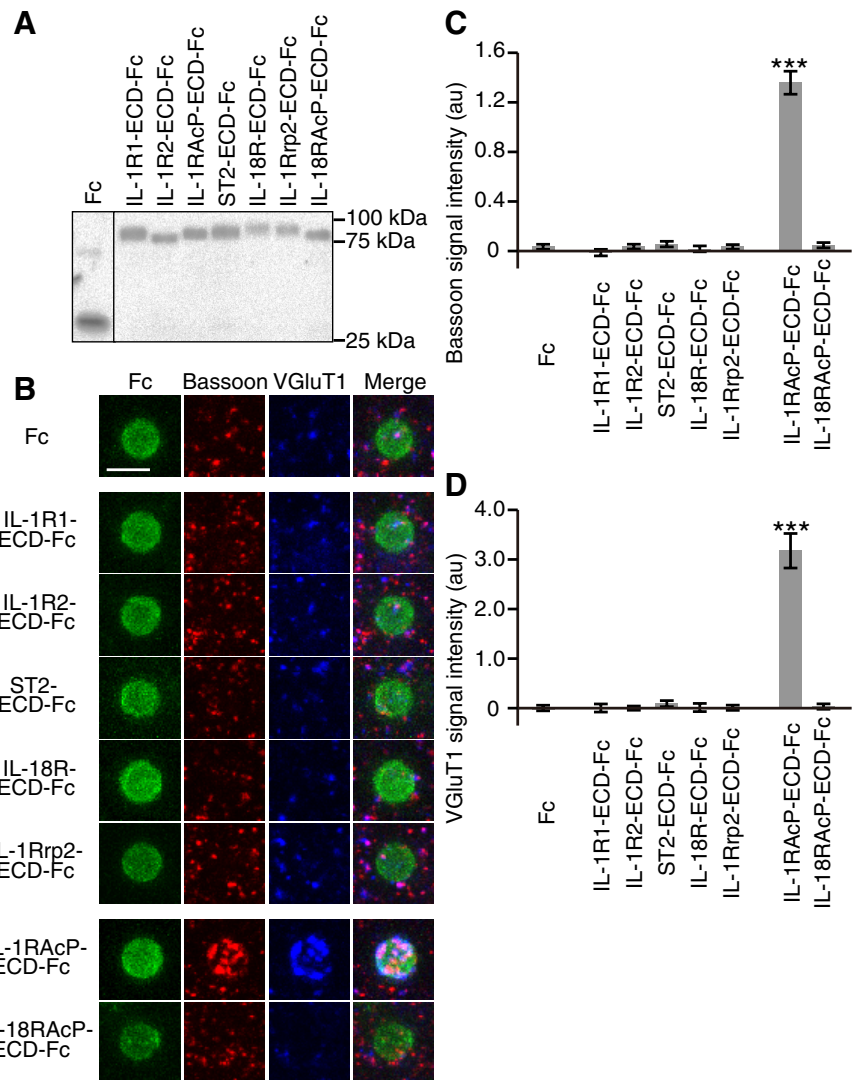 A
Fc
IL-1R1-ECD-Fc
IL-1R2-ECD-Fc
IL-1RAcP-ECD-Fc
ST2-ECD-Fc
IL-18R-ECD-Fc
IL-1Rrp2-ECD-Fc
IL-18RAcP-ECD-Fc
100 kDa
75 kDa
25 kDa
B
Fc Bassoon VGluT1 Merge
Fc
IL-1R1-
ECD-Fc
IL-1R2-
ECD-Fc
ST2-
ECD-Fc
IL-18R-
ECD-Fc
L-1Rrp2-
ECD-Fc
L-1RAcP-
ECD-Fc
-18RAcP-
ECD-Fc
C
Bassoon signal intensity (au)
1.6
1.2
0.8
0.4
0
***
Fc
IL-1R1-ECD-Fc
IL-1R2-ECD-Fc
ST2-ECD-Fc
IL-18R-ECD-Fc
IL-1Rrp2-ECD-Fc
IL-1RAcP-ECD-Fc
IL-18RAcP-ECD-Fc
D
VGluT1 signal intensity (au)
4.0
3.0
2.0
1.0
0
***
Fc
IL-1R1-ECD-Fc
IL-1R2-ECD-Fc
ST2-ECD-Fc
IL-18R-ECD-Fc
IL-1Rrp2-ECD-Fc
IL-1RAcP-ECD-Fc
IL-18RAcP-ECD-Fc